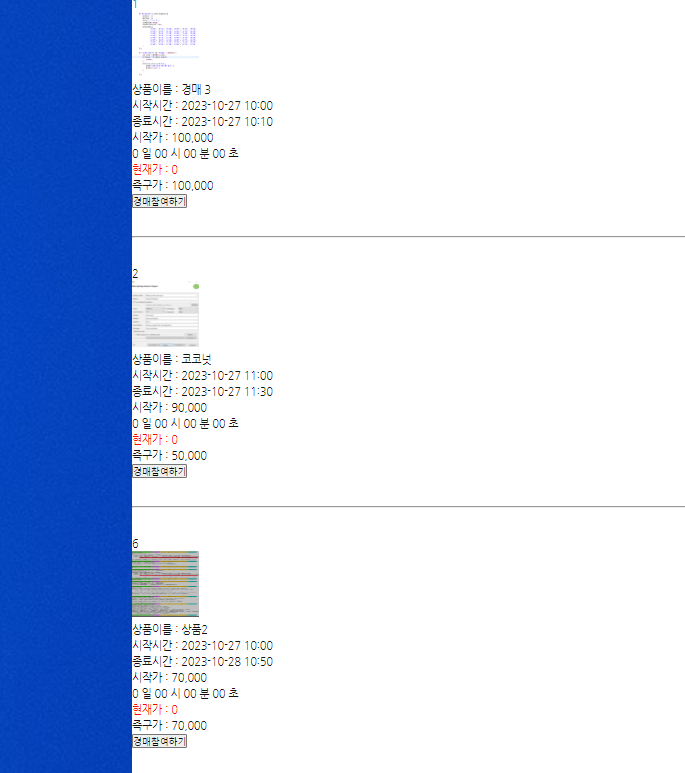 1
상품이름 : 경매 3
시작시간 : 2023-10-27 10:00
종료시간 : 2023-10-27 10:10
시작가 : 100,000
0 일 00 시 00 분 00 초
현재가 : 0
즉구가 : 100,000
경매참여하기
2
상품이름 : 코코넛
시작시간 : 2023-10-27 11:00
종료시간 : 2023-10-27 11:30
시작가 : 90,000
0 일 00 시 00 분 00 초
현재가 : 0
즉구가 : 50,000
경매참여하기
6
상품이름 : 상품2
시작시간 : 2023-10-27 10:00
종료시간 : 2023-10-28 10:50
시작가 : 70,000
0 일 00 시 00 분 00 초
현재가 : 0
즉구가 : 70,000
경매참여하기